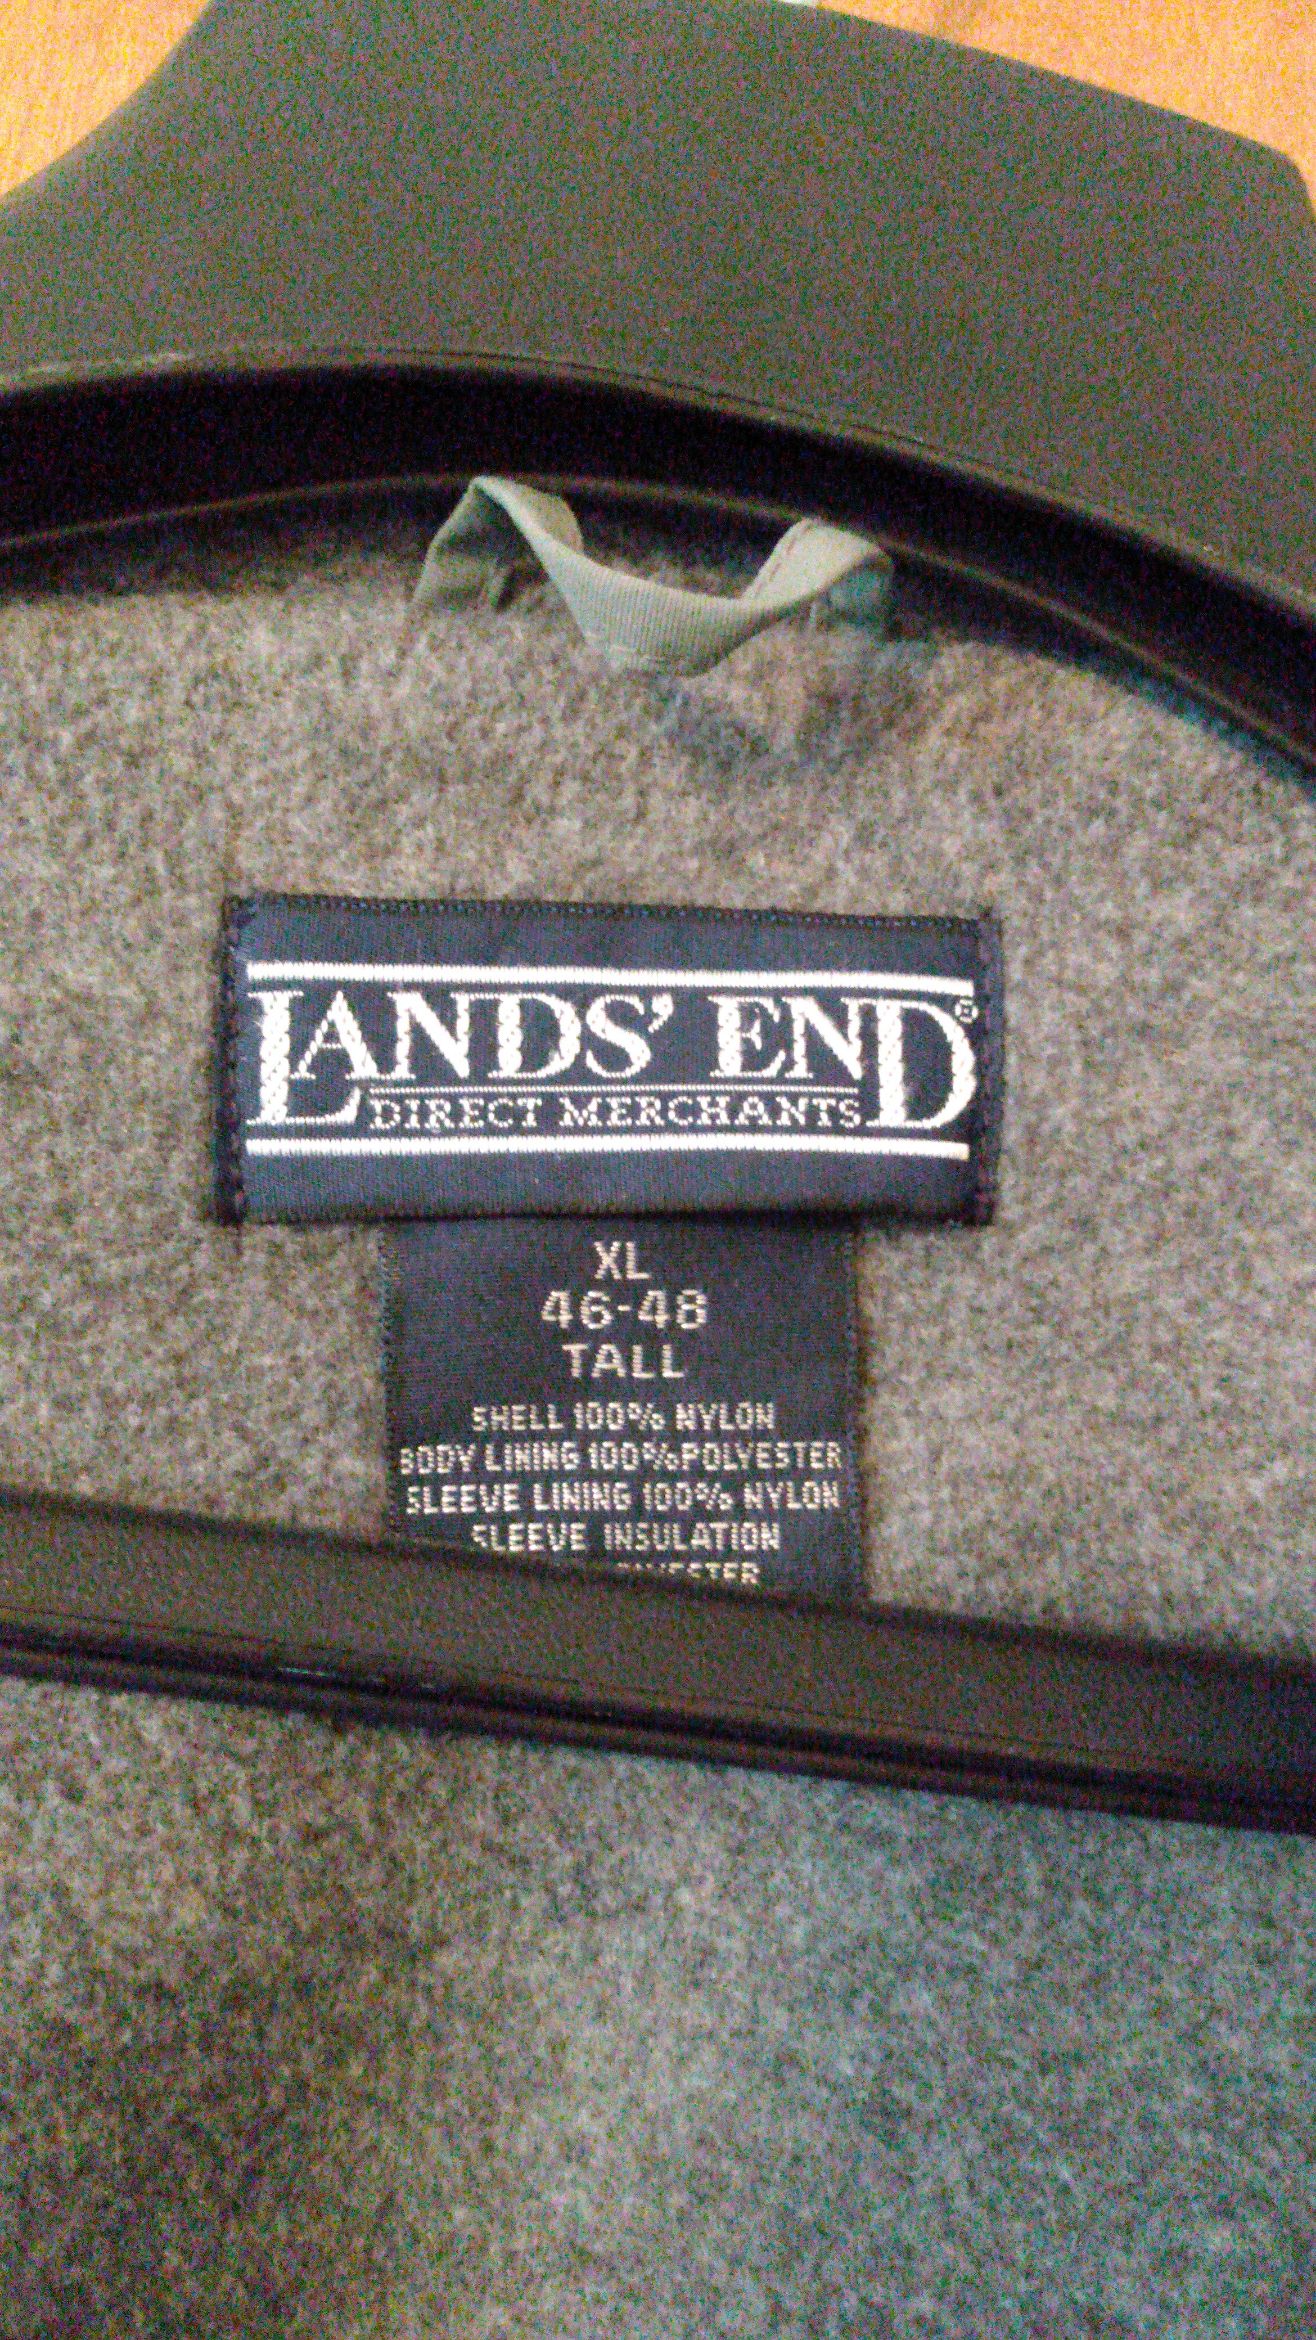 LANDS' END®
DIRECT MERCHANTS
XL
46-48
TALL
SHELL 100% NYLON
BODY LINING 100% POLYESTER
SLEEVE LINING 100% NYLON
SLEEVE INSULATION